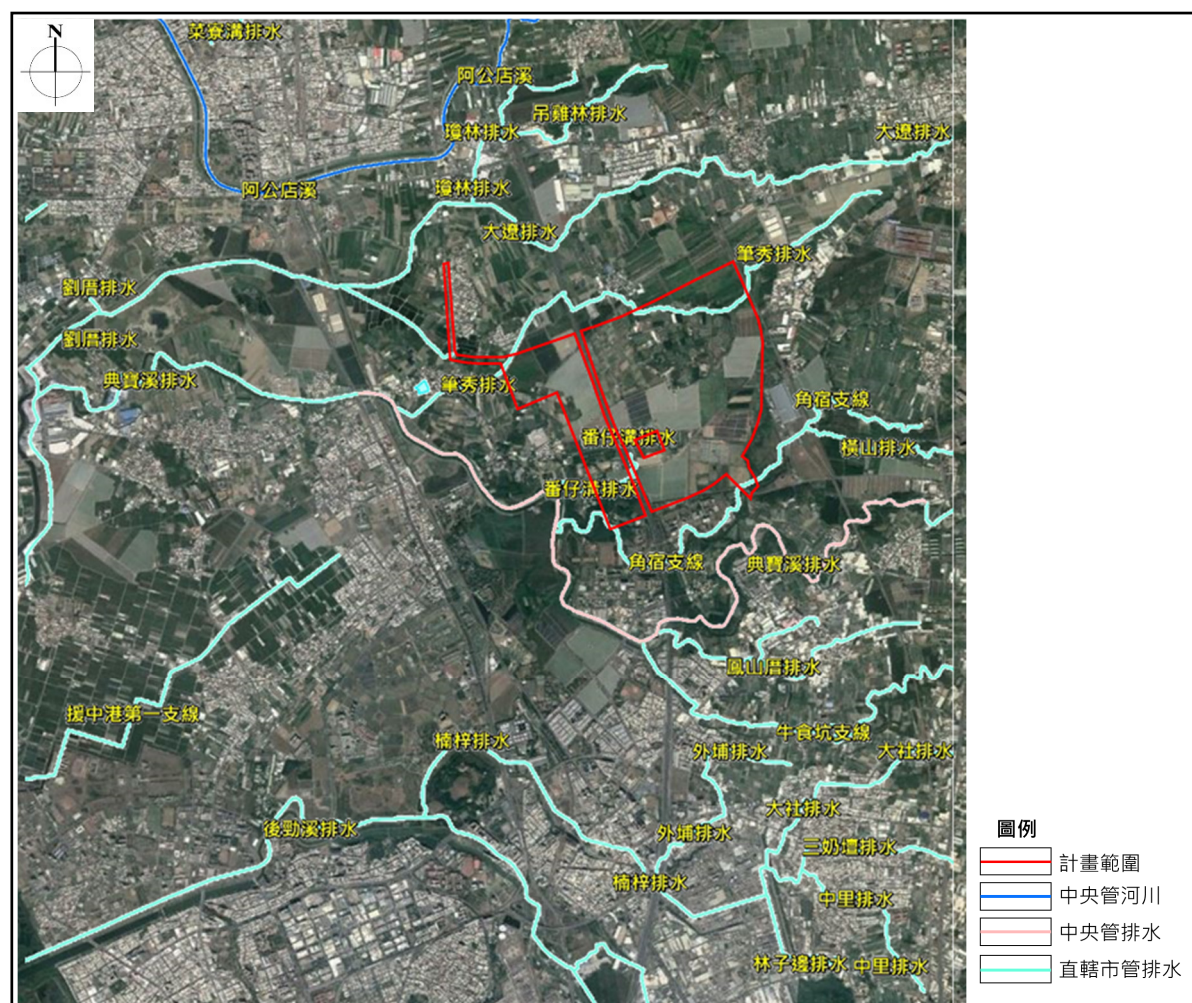 菜寮溝排水
N
阿公店溪
吊雞林排水
瓊林排水
大遼排水
阿公店溪
瓊林排水
大遼排水
筆秀排水
劉厝排水
劉厝排水
典寶溪排水
筆秀排水
角宿支線
番仔溝排水
橫山排水
番仔溝排水
角宿支線
典寶溪排水
鳳山厝排水
援中港第一支線
牛食坑支線
楠梓排水
外埔排水
大社排水
大社排水
後勁溪排水
外埔排水
三奶壇排水
楠梓排水
中里排水
林子邊排水
中里排水
圖例
計畫範圍
中央管河川
中央管排水
直轄市管排水